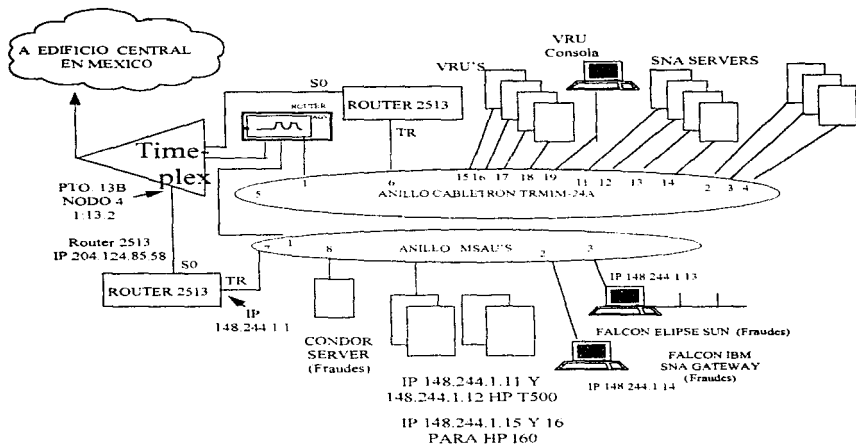 A EDIFICIO CENTRAL
EN MEXICO
VRU
Consola
VRU'S
SNA SERVERS
S0
ROUTER
ROUTER 2513
TR
Time
plex
PTO. 13B
NODO 4
1:13.2
15 16 17 18 19 11 12 13 14 2 3 4
5 1 6
ANILLO CABLETRON TRMIM-24A
Router 2513
IP 204.124.85.58
S0
ROUTER 2513
TR
IP
148.244.1.1
7 1 8 2 3
ANILLO MSAU'S
IP 148.244.1.13
CONDOR
SERVER
(Fraudes)
FALCON ELIPSE SUN (Fraudes)
FALCON IBM
SNA GATEWAY
(Fraudes)
IP 148.244.1.14
IP 148.244.1.11 Y
148.244.1.12 HP T500
IP 148.244.1.15 Y 16
PARA HP 160